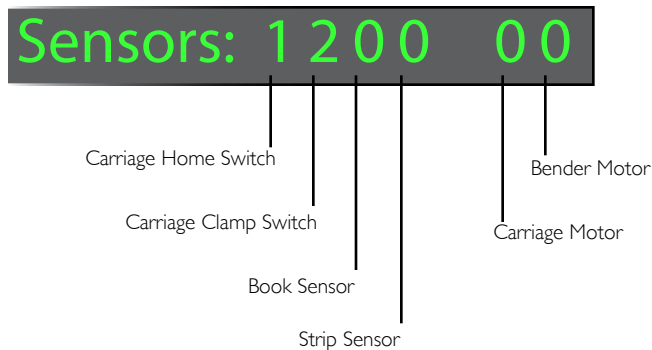 Sensors: 1 2 0 0 0 0
Carriage Home Switch
Bender Motor
Carriage Clamp Switch
Carriage Motor
Book Sensor
Strip Sensor